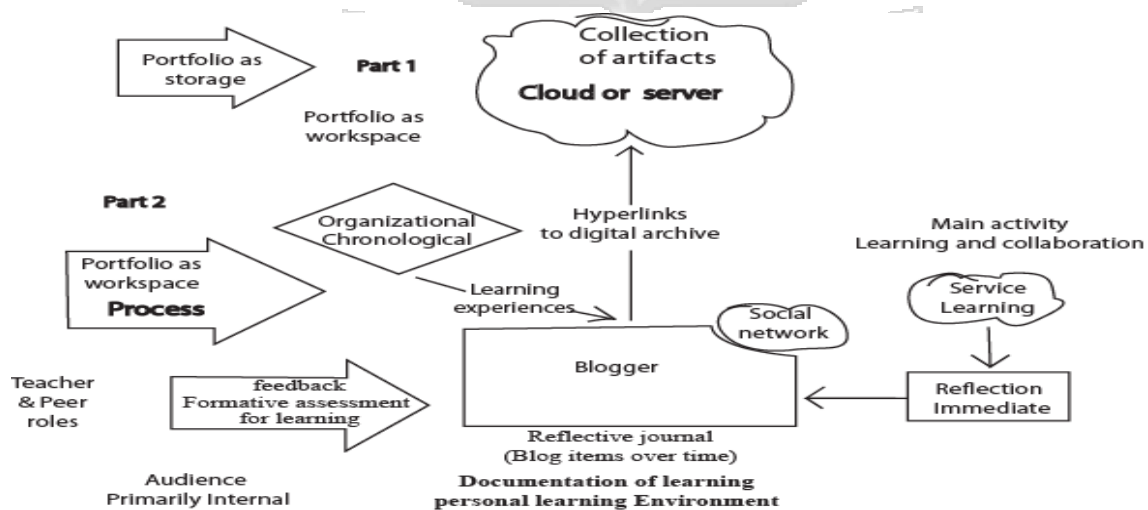 Collection
of artifacts
Cloud or server
Portfolio as
storage
Part 1
Portfolio as
workspace
Part 2
Organizational
Chronological
Hyperlinks
to digital archive
Main activity
Learning and collaboration
Portfolio as
workspace
Process
Learning
experiences
Service
Learning
Social
network
Blogger
Teacher
& Peer
roles
feedback
Formative assessment
for learning
Reflection
Immediate
Reflective journal
(Blog items over time)
Audience
Primarily Internal
Documentation of learning
personal learning Environment